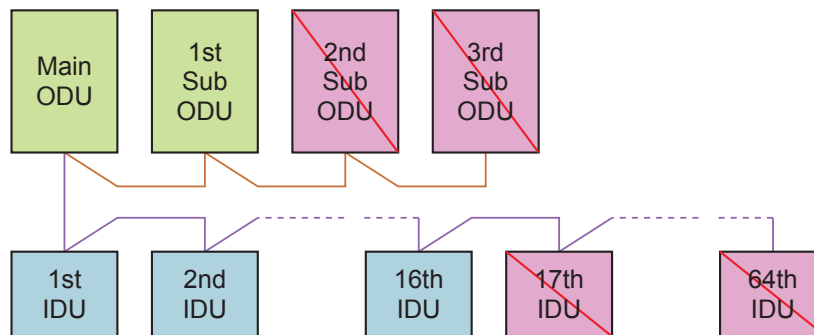 Main
ODU
1st
Sub
ODU
2nd
Sub
ODU
3rd
Sub
ODU
1st
IDU
2nd
IDU
16th
IDU
17th
IDU
64th
IDU